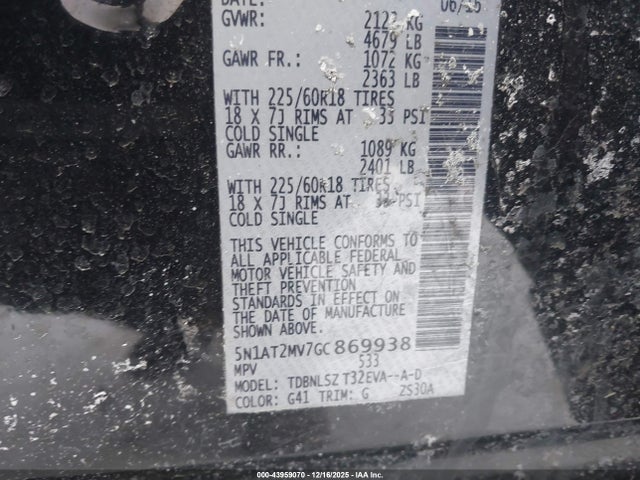 DATE: 06/15
GVWR: 2122 KG
4679 LB
GAWR FR.: 1072 KG
2363 LB
WITH 225/60R18 TIRES
18 X 7J RIMS AT 33 PSI
COLD SINGLE
GAWR RR.: 1089 KG
2401 LB
WITH 225/60R18 TIRES
18 X 7J RIMS AT 33 PSI
COLD SINGLE
THIS VEHICLE CONFORMS TO
ALL APPLICABLE FEDERAL
MOTOR VEHICLE SAFETY AND
THEFT PREVENTION
STANDARDS IN EFFECT ON
THE DATE OF MANUFACTURE
SHOWN ABOVE.
5N1AT2MV7GC869938
MPV 533
MODEL: TDBNLSZ T32EVA--A-D
COLOR: G41 TRIM: G 2S30A
000-43959070 - 12/16/2025 - IAAI Inc.